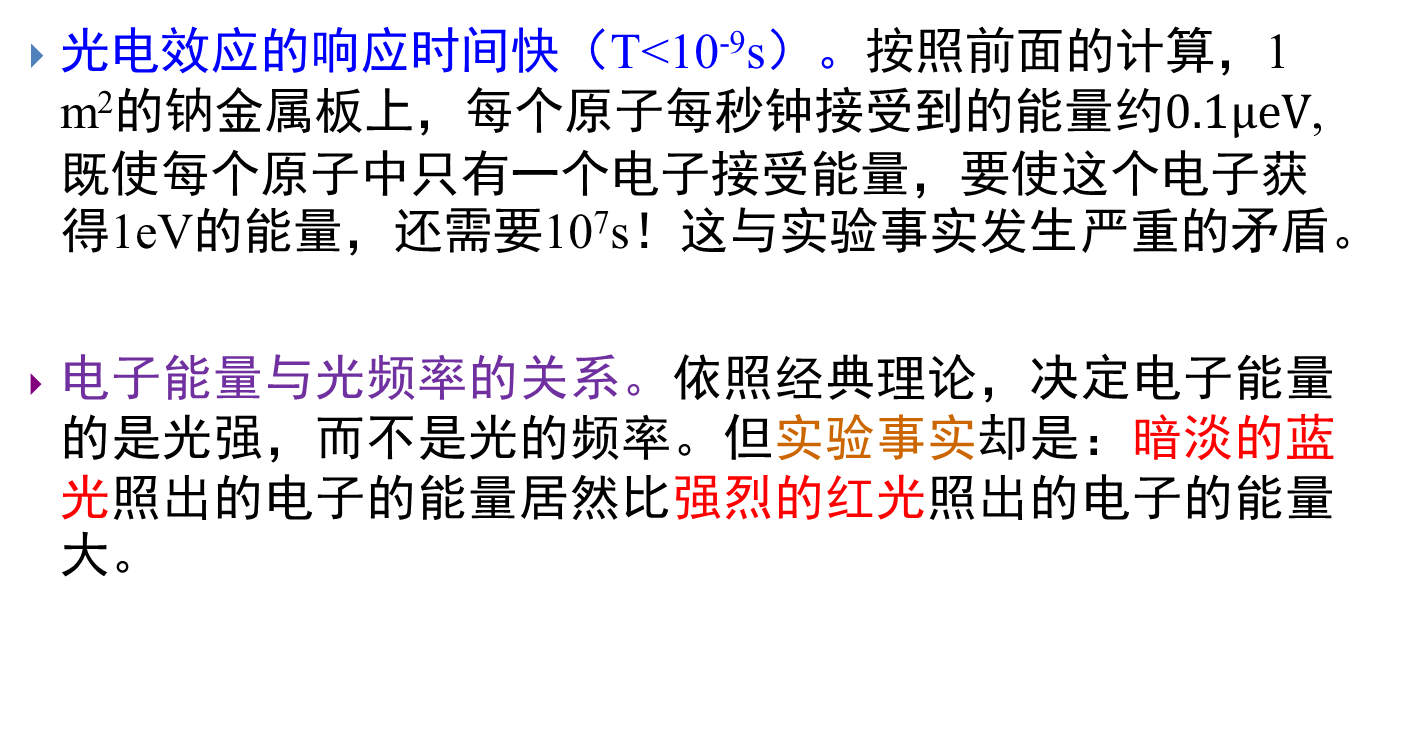 光电效应的响应时间快（T<10⁻⁹s）。按照前面的计算，1
m²的钠金属板上，每个原子每秒钟接受到的能量约0.1μeV,
既使每个原子中只有一个电子接受能量，要使这个电子获
得1eV的能量，还需要10⁷s！这与实验事实发生严重的矛盾。
电子能量与光频率的关系。依照经典理论，决定电子能量
的是光强，而不是光的频率。但实验事实却是：暗淡的蓝
光照出的电子的能量居然比强烈的红光照出的电子的能量
大。